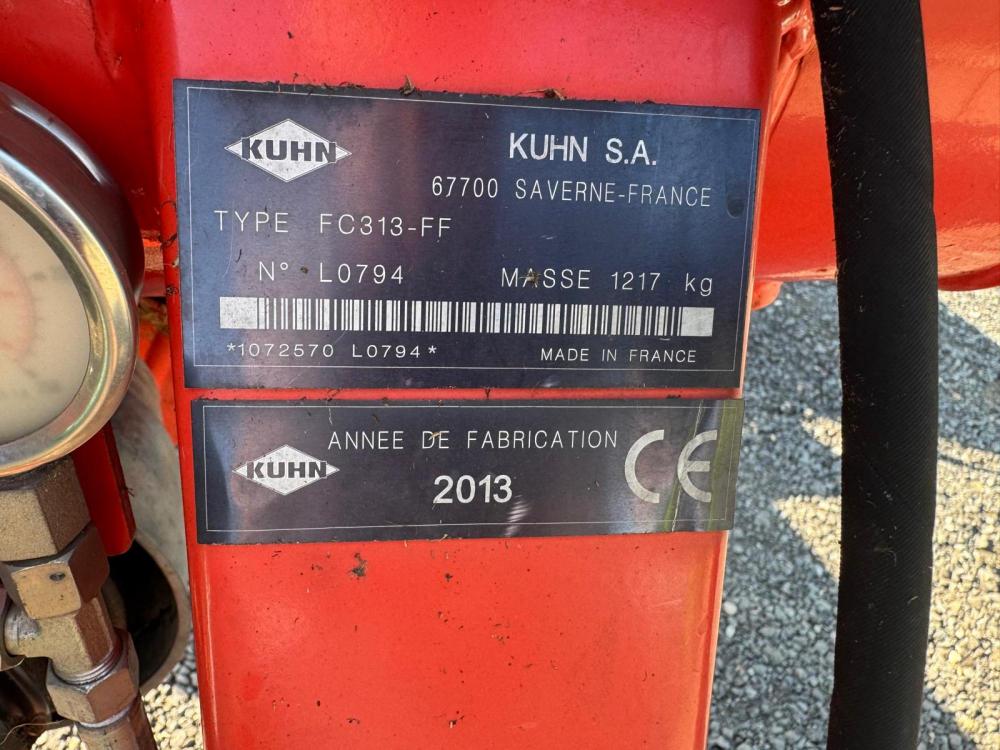 KUHN
KUHN S.A.
67700 SAVERNE-FRANCE
TYPE FC313-FF
N° L0794 MASSE 1217 kg
*1072570 L0794* MADE IN FRANCE
KUHN
ANNEE DE FABRICATION
2013
CE